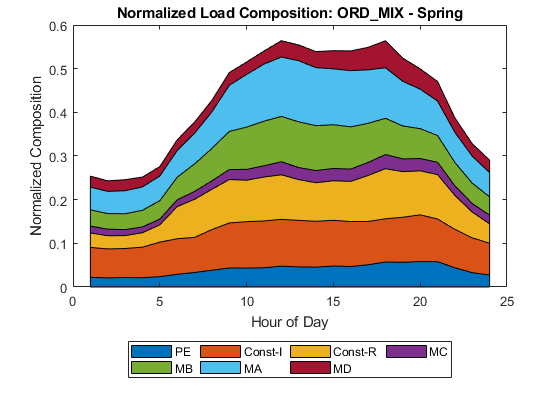 Normalized Load Composition: ORD_MIX - Spring
Normalized Composition
0.6
0.5
0.4
0.3
0.2
0.1
0
0 5 10 15 20 25
Hour of Day
PE Const-I Const-R MC
MB MA MD